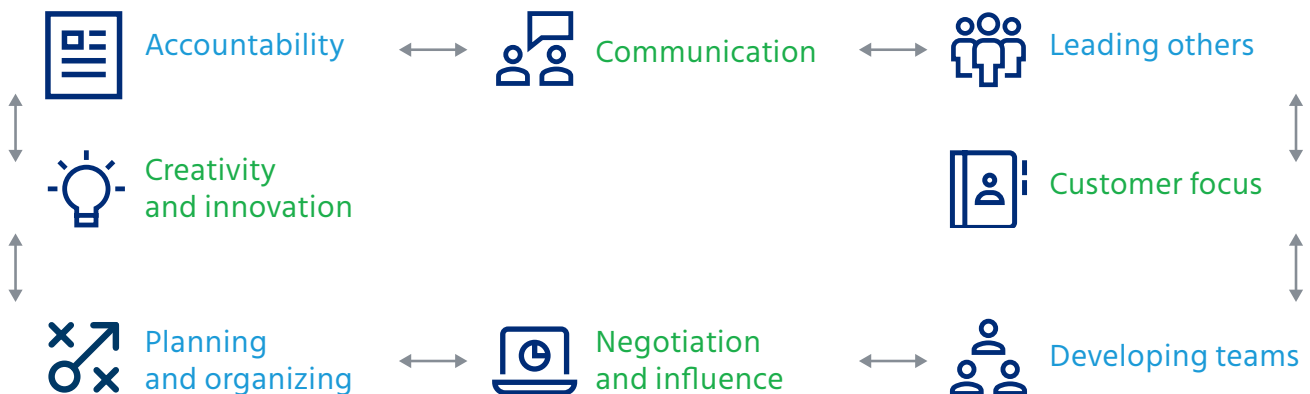 Accountability
Communication
Leading others
Creativity
and innovation
Customer focus
Planning
and organizing
Negotiation
and influence
Developing teams